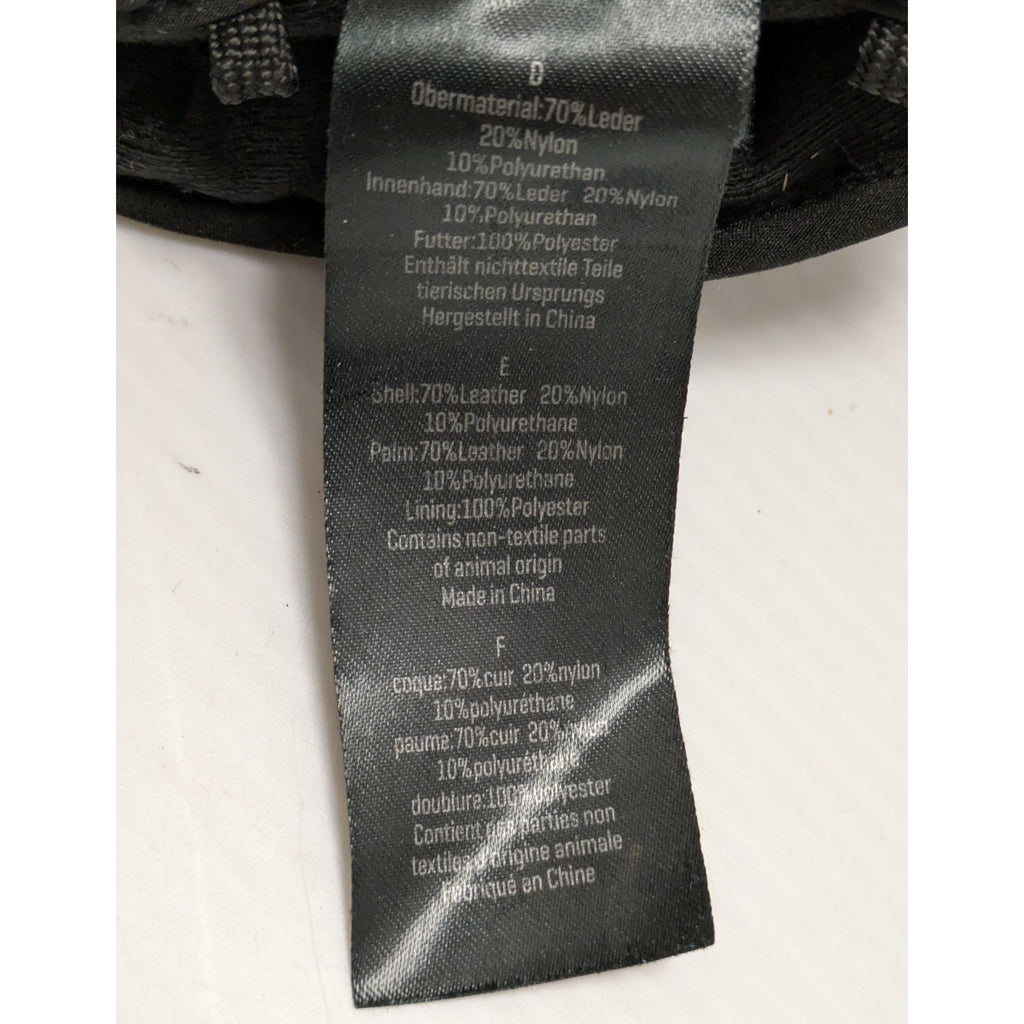 D
Obermaterial:70%Leder
20%Nylon
10%Polyurethan
Innenhand:70%Leder 20%Nylon
10%Polyurethan
Futter:100%Polyester
Enthält nichttextile Teile
tierischen Ursprungs
Hergestellt in China
E
Shell:70%Leather 20%Nylon
10%Polyurethane
Palm:70%Leather 20%Nylon
10%Polyurethane
Lining:100%Polyester
Contains non-textile parts
of animal origin
Made in China
F
coque:70%cuir 20%nylon
10%polyuréthane
paume:70%cuir 20%
10%polyuréthane
doublure:100%polyester
Contient des parties non
textiles d'origine animale
Fabriqué en Chine